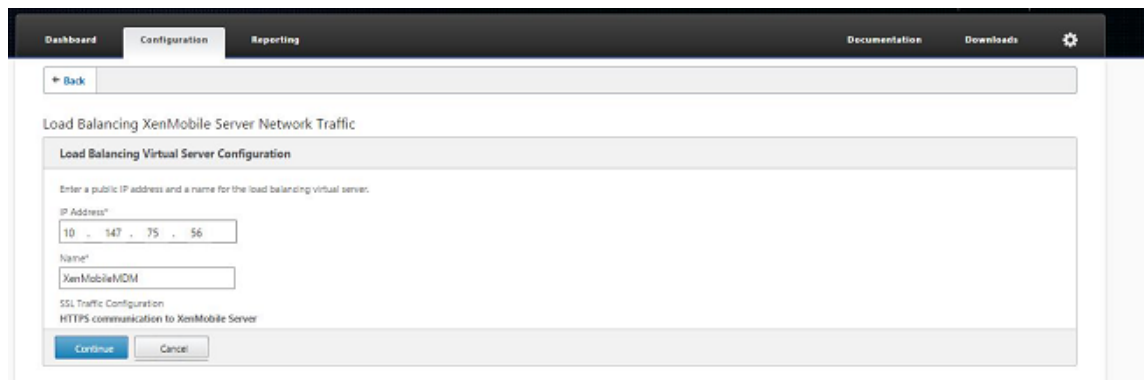 Dashboard Configuration Reporting Documentation Downloads
← Back
Load Balancing XenMobile Server Network Traffic
Load Balancing Virtual Server Configuration
Enter a public IP address and a name for the load balancing virtual server.
IP Address*
10 . 147 . 75 . 56
Name*
XenMobileMDM
SSL Traffic Configuration
HTTPS communication to XenMobile Server
Continue Cancel